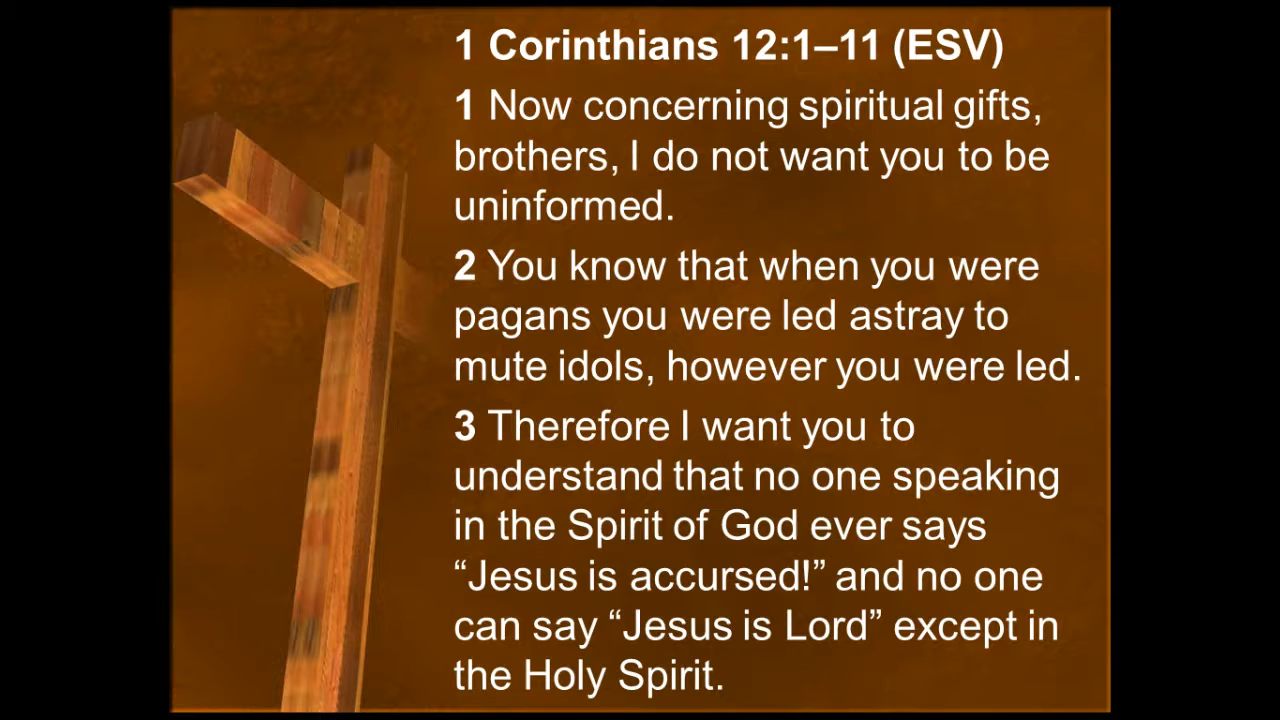 1 Corinthians 12:1–11 (ESV)
1 Now concerning spiritual gifts,
brothers, I do not want you to be
uninformed.
2 You know that when you were
pagans you were led astray to
mute idols, however you were led.
3 Therefore I want you to
understand that no one speaking
in the Spirit of God ever says
“Jesus is accursed!” and no one
can say “Jesus is Lord” except in
the Holy Spirit.